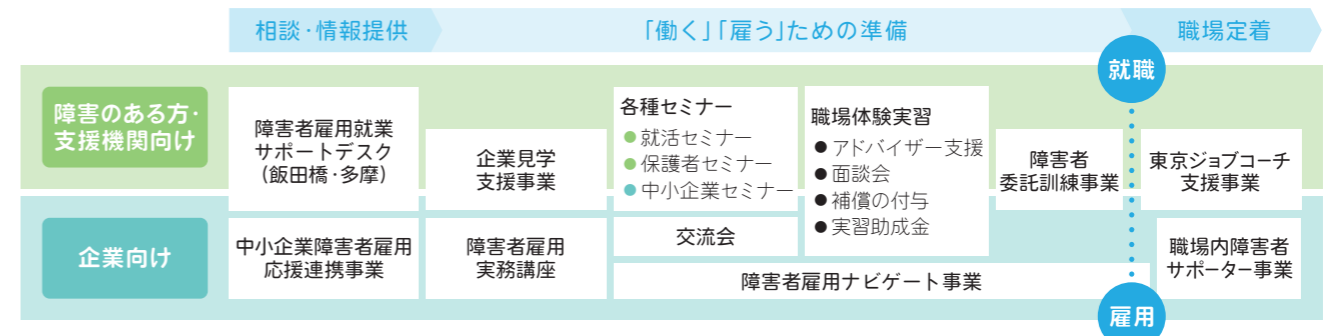 相談・情報提供
「働く」「雇う」ための準備
職場定着
就職
障害のある方・
支援機関向け
障害者雇用就業
サポートデスク
(飯田橋・多摩)
企業見学
支援事業
各種セミナー
●就活セミナー
●保護者セミナー
●中小企業セミナー
職場体験実習
●アドバイザー支援
●面談会
●補償の付与
●実習助成金
障害者
委託訓練事業
東京ジョブコーチ
支援事業
企業向け
中小企業障害者雇用
応援連携事業
障害者雇用
実務講座
交流会
障害者雇用ナビゲート事業
職場内障害者
サポーター事業
雇用